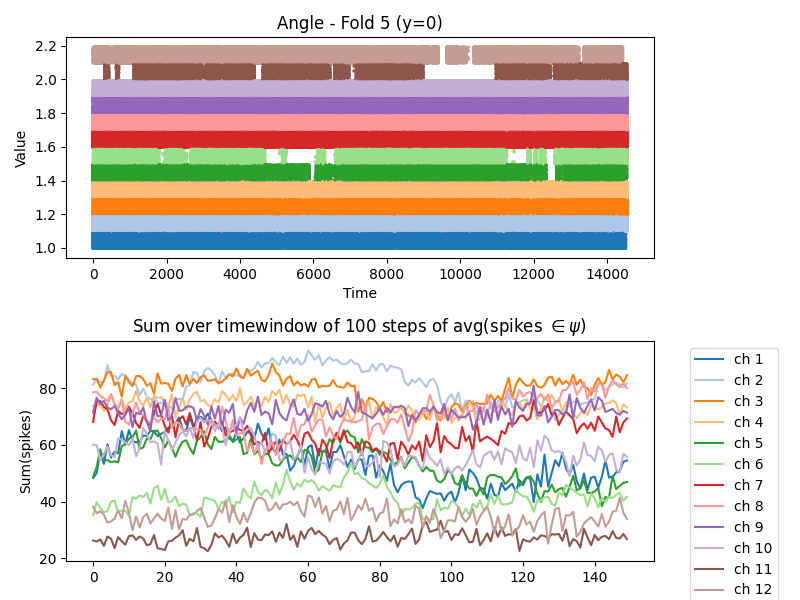 Angle - Fold 5 (y=0)
2.2
2.0
1.8
1.6
1.4
1.2
1.0
Value
0 2000 4000 6000 8000 10000 12000 14000
Time
Sum over timewindow of 100 steps of avg(spikes ∈ψ)
80
60
40
20
Sum(spikes)
0 20 40 60 80 100 120 140
ch 1
ch 2
ch 3
ch 4
ch 5
ch 6
ch 7
ch 8
ch 9
ch 10
ch 11
ch 12